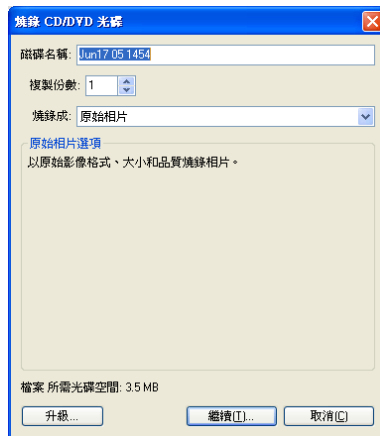 燒錄 CD/DVD 光碟
磁碟名稱: Jun17 05 1454
複製份數: 1
燒錄成: 原始相片
原始相片選項
以原始影像格式、大小和品質燒錄相片。
檔案 所需光碟空間: 3.5 MB
升級... 繼續(T)... 取消(C)